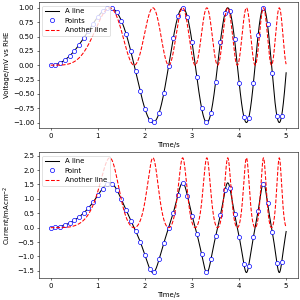 1.00
0.75
0.50
0.25
0.00
−0.25
−0.50
−0.75
−1.00
Voltage/mV vs RHE
A line
Points
Another line
0 1 2 3 4 5
Time/s
2.5
2.0
1.5
1.0
0.5
0.0
−0.5
−1.0
−1.5
Current/mAcm⁻²
A line
Point
Another line
0 1 2 3 4 5
Time/s